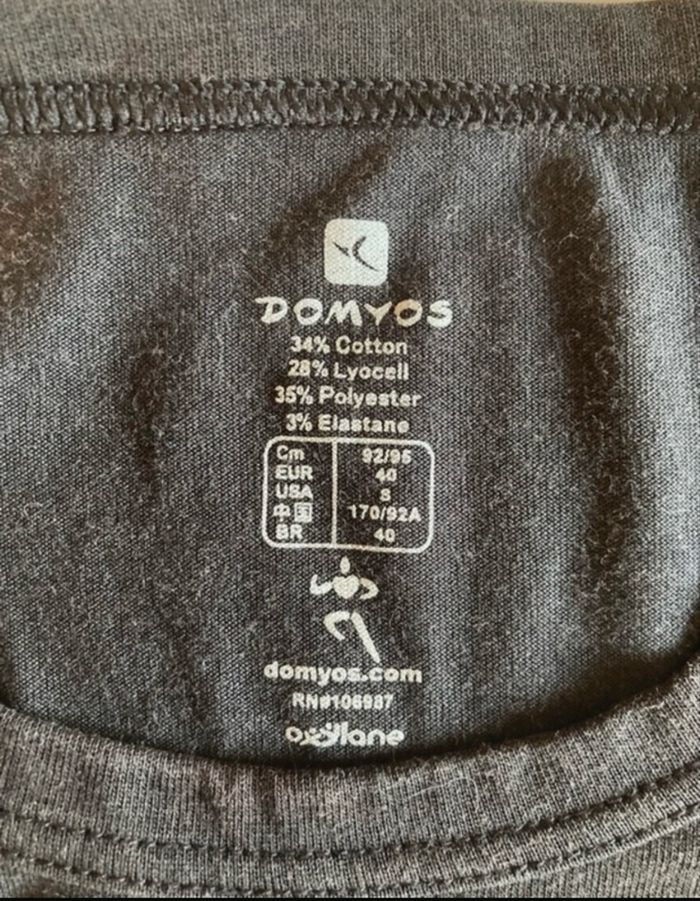 DOMYOS
34% Cotton
28% Lyocell
35% Polyester
3% Elastane
Cm 92/95
EUR 40
USA S
中国 170/92A
BR 40
domyos.com
RN#106987
oxylane